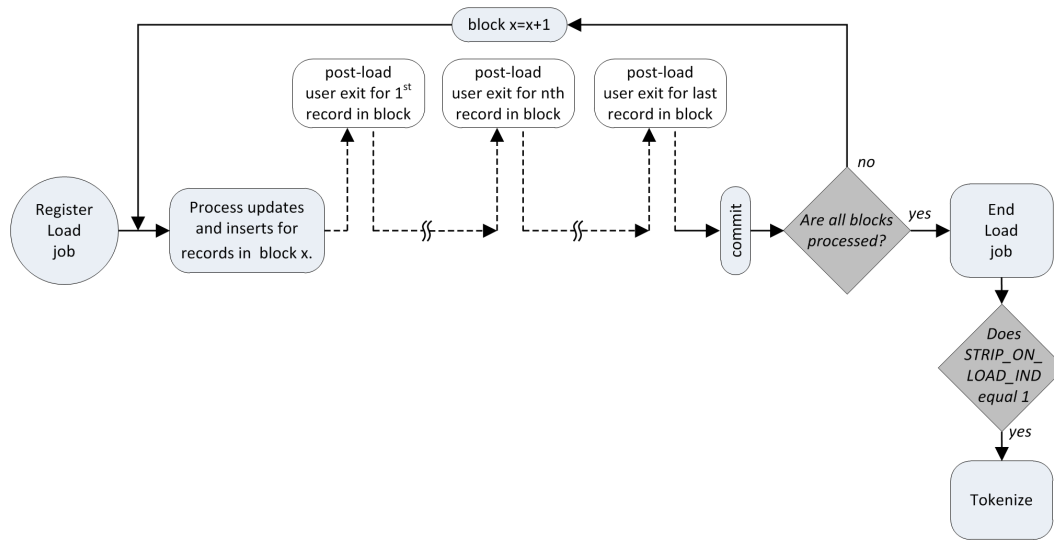 block x=x+1
post-load
user exit for 1st
record in block
post-load
user exit for nth
record in block
post-load
user exit for last
record in block
no
Register
Load
job
Process updates
and inserts for
records in block x.
commit
Are all blocks
processed?
yes
End
Load
job
Does
STRIP_ON_
LOAD_IND
equal 1
yes
Tokenize